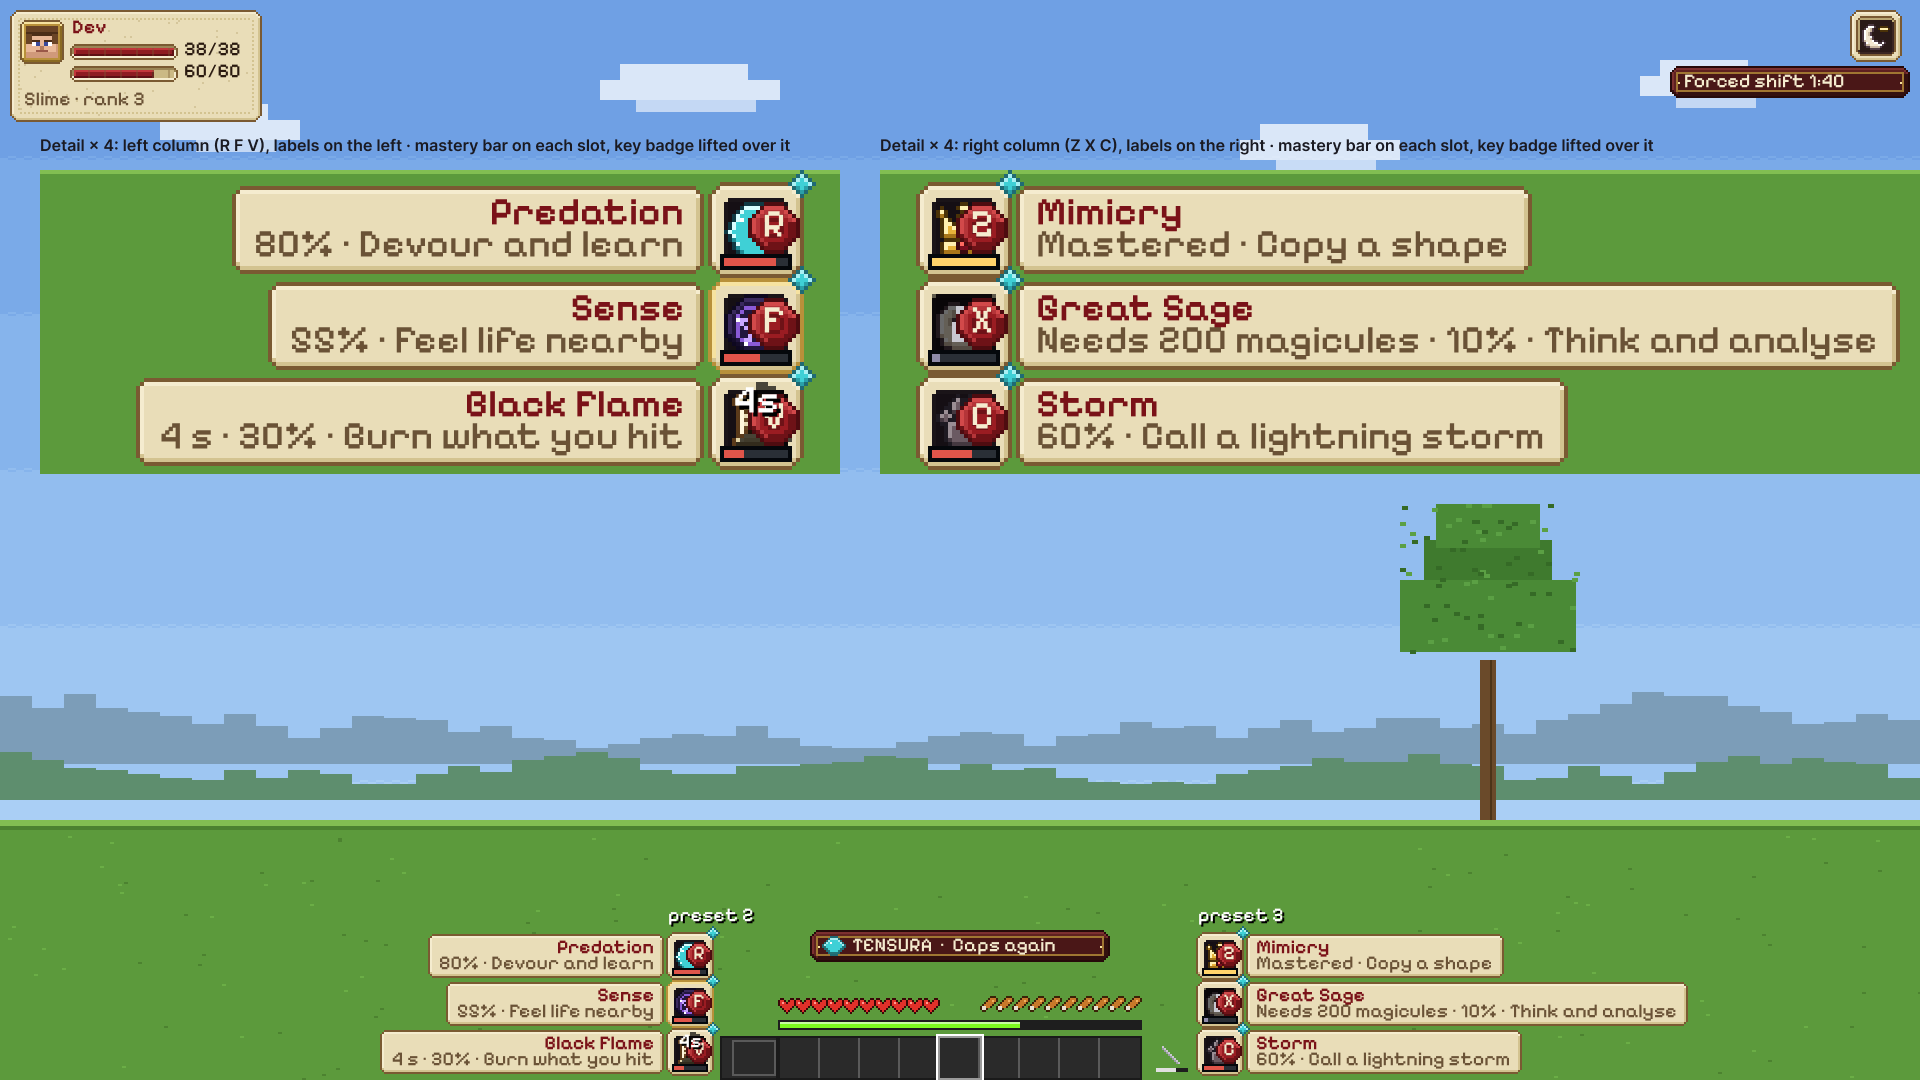 Dev
38/38
60/60
Slime · rank 3
Forced shift 1:40
Detail × 4: left column (R F V), labels on the left · mastery bar on each slot, key badge lifted over it
Predation
80% · Devour and learn
R
Sense
SS% · Feel life nearby
F
Black Flame
4 s · 30% · Burn what you hit
4s
V
Detail × 4: right column (Z X C), labels on the right · mastery bar on each slot, key badge lifted over it
Z
Mimicry
Mastered · Copy a shape
X
Great Sage
Needs 200 magicules · 10% · Think and analyse
C
Storm
60% · Call a lightning storm
preset 2
Predation
80% · Devour and learn
R
Sense
SS% · Feel life nearby
F
Black Flame
4 s · 30% · Burn what you hit
4s
V
TENSURA · Caps again
preset 3
Z
Mimicry
Mastered · Copy a shape
X
Great Sage
Needs 200 magicules · 10% · Think and analyse
C
Storm
60% · Call a lightning storm